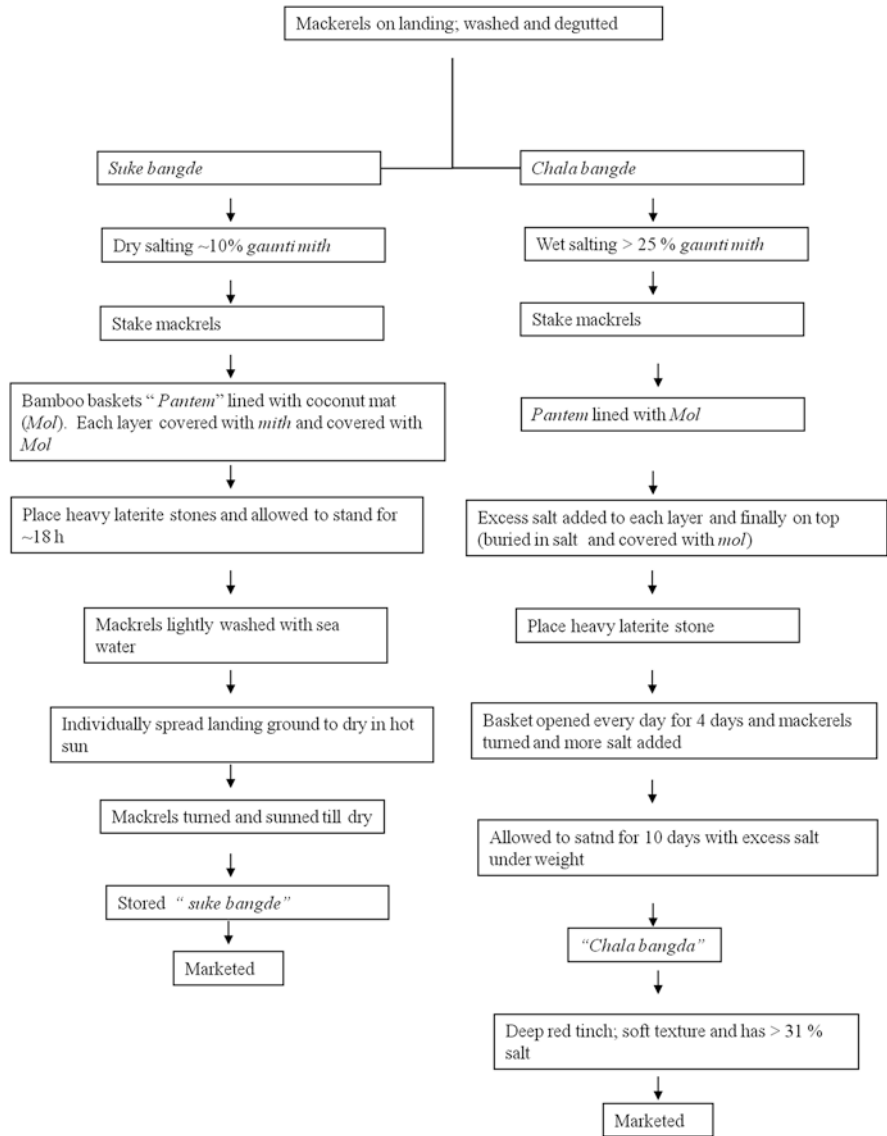 Mackerels on landing; washed and degutted
Suke bangde
Dry salting ~10% gaunti mith
Stake mackrels
Bamboo baskets “ Pantem” lined with coconut mat
(Mol). Each layer covered with mith and covered with
Mol
Place heavy laterite stones and allowed to stand for
~18 h
Mackrels lightly washed with sea
water
Individually spread landing ground to dry in hot
sun
Mackrels turned and sunned till dry
Stored “ suke bangde”
Marketed
Chala bangde
Wet salting > 25 % gaunti mith
Stake mackrels
Pantem lined with Mol
Excess salt added to each layer and finally on top
(buried in salt and covered with mol)
Place heavy laterite stone
Basket opened every day for 4 days and mackerels
turned and more salt added
Allowed to satnd for 10 days with excess salt
under weight
“Chala bangda”
Deep red tinch; soft texture and has > 31 %
salt
Marketed